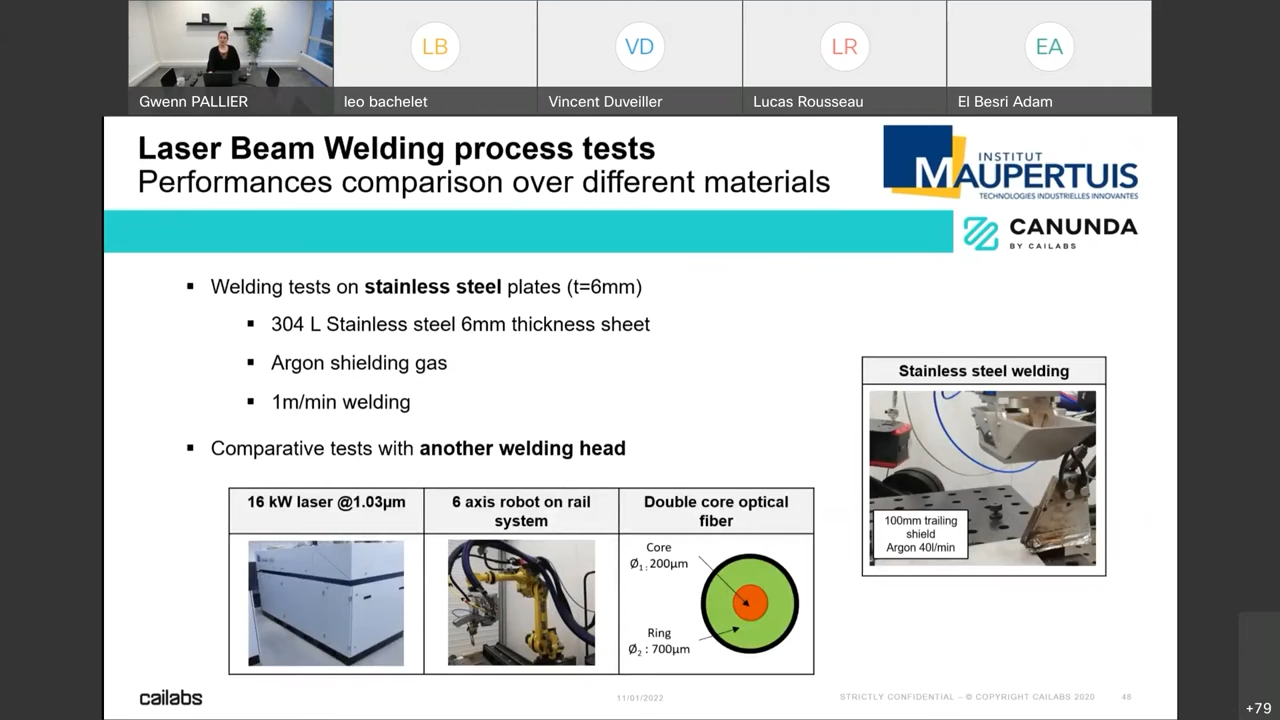 LB
VD
LR
EA
Gwenn PALLIER
leo bachelet
Vincent Duveiller
Lucas Rousseau
El Besri Adam
Laser Beam Welding process tests
Performances comparison over different materials
INSTITUT
MAUPERTUIS
TECHNOLOGIES INDUSTRIELLES INNOVANTES
CANUNDA
BY CAILABS
▪ Welding tests on stainless steel plates (t=6mm)
▪ 304 L Stainless steel 6mm thickness sheet
▪ Argon shielding gas
▪ 1m/min welding
▪ Comparative tests with another welding head
Stainless steel welding
100mm trailing
shield
Argon 40l/min
16 kW laser @1.03µm
6 axis robot on rail
system
Double core optical
fiber
Core
Ø1 : 200µm
Ring
Ø2 : 700µm
cailabs
11/01/2022
STRICTLY CONFIDENTIAL – © COPYRIGHT CAILABS 2020
48
+79